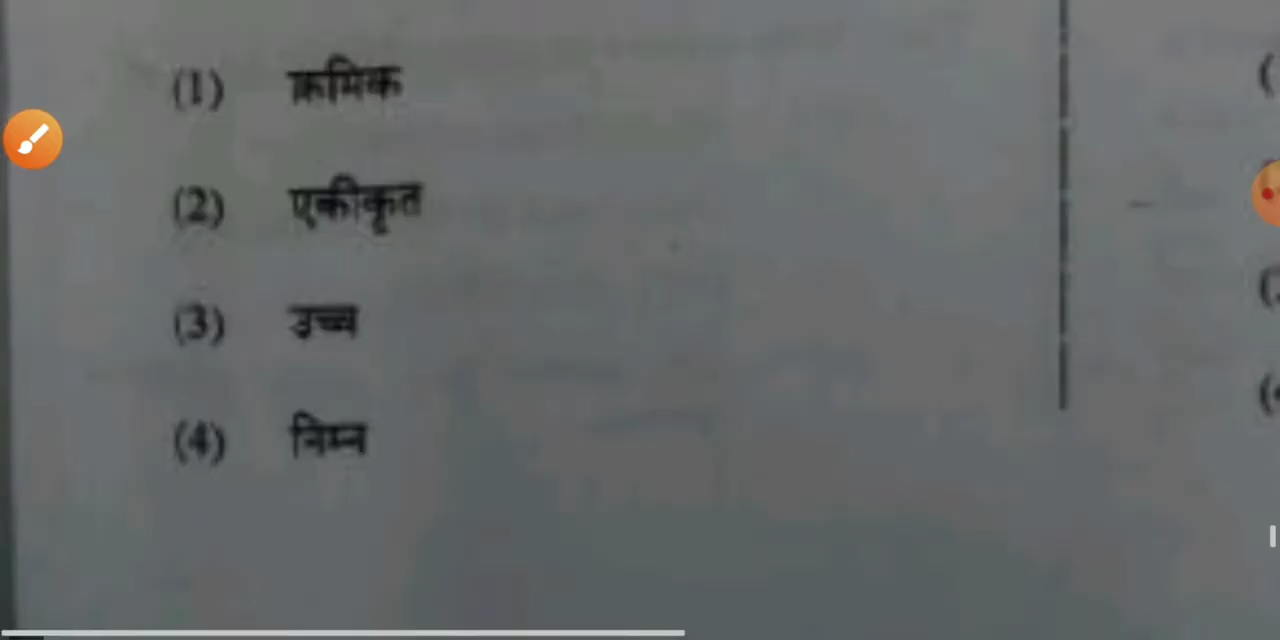 (1) क्रमिक
(2) एकीकृत
(3) उच्च
(4) निम्न